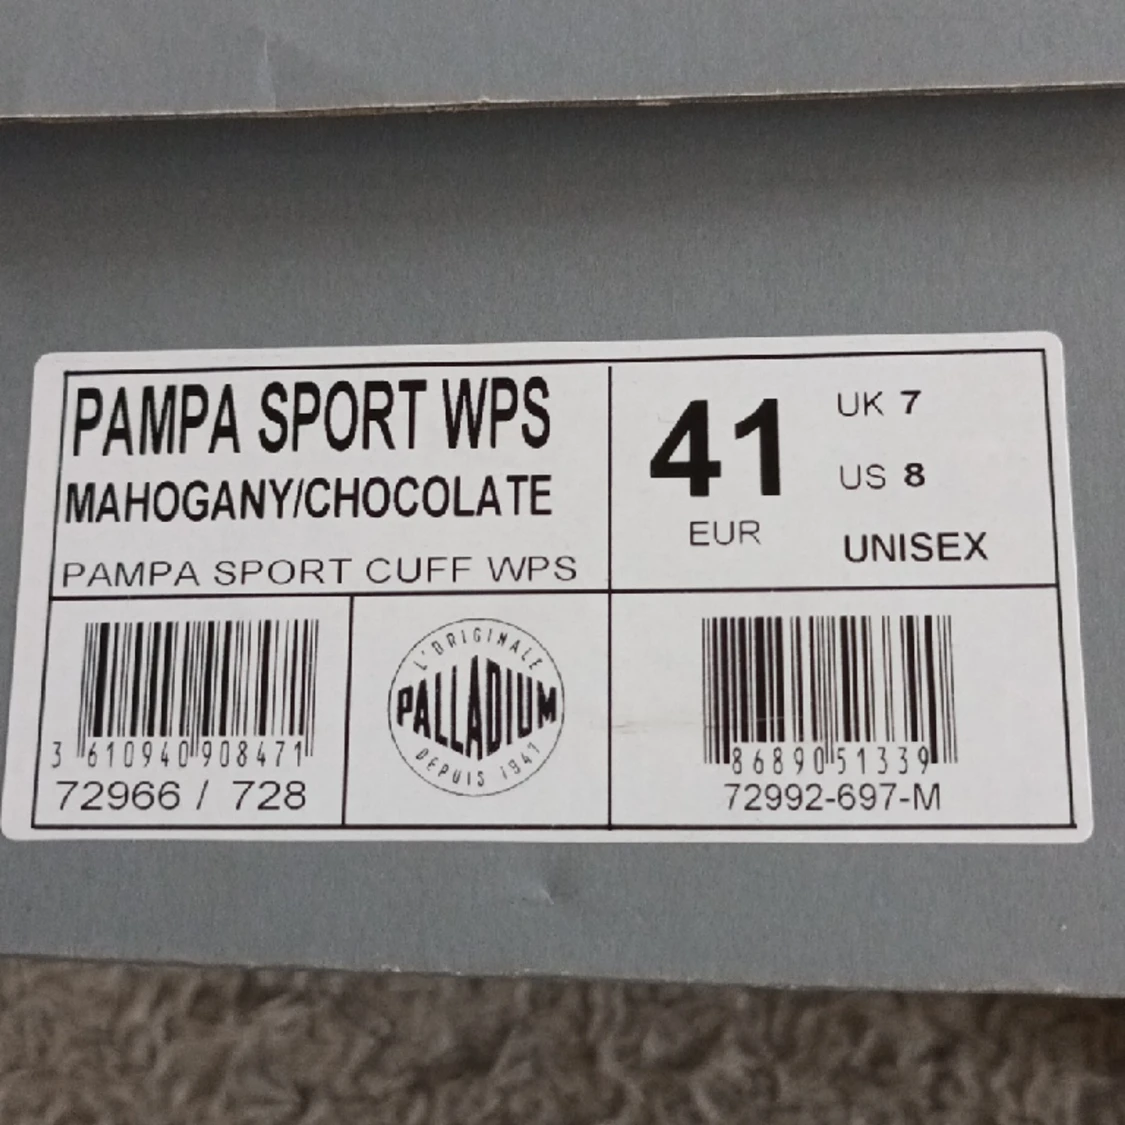 PAMPA SPORT WPS
MAHOGANY/CHOCOLATE
PAMPA SPORT CUFF WPS
41
EUR
UK 7
US 8
UNISEX
3 610940 908471
72966 / 728
L'ORIGINALE
PALLADIUM
DEPUIS 1947
86890 51339
72992-697-M